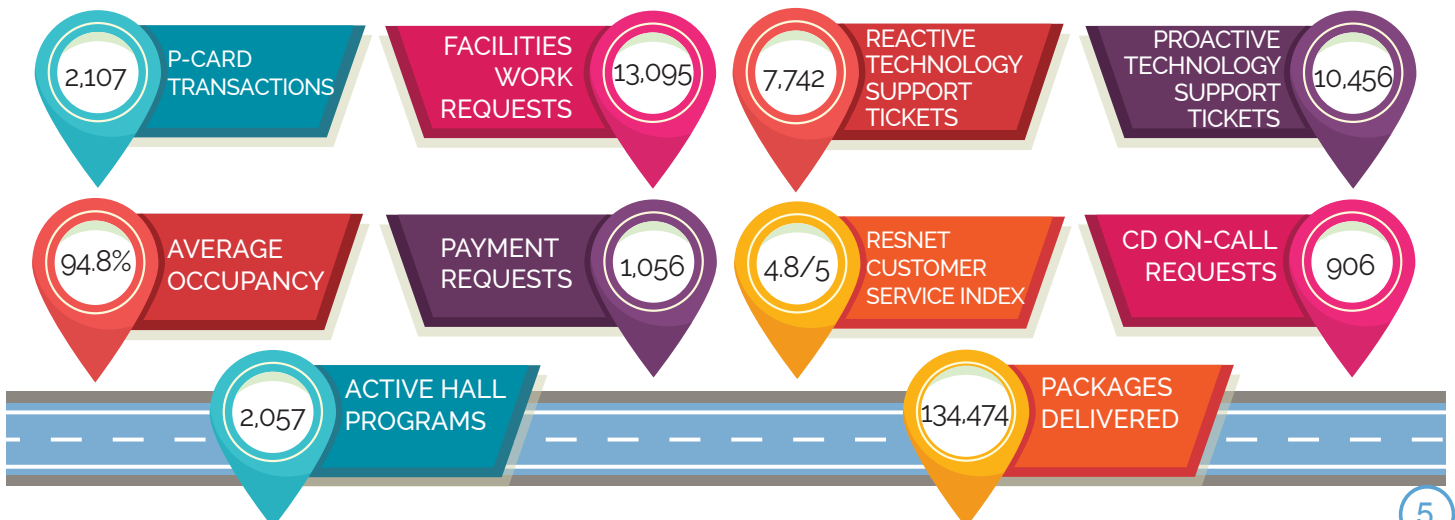 2,107
P-CARD
TRANSACTIONS
FACILITIES
WORK
REQUESTS
13,095
7,742
REACTIVE
TECHNOLOGY
SUPPORT
TICKETS
PROACTIVE
TECHNOLOGY
SUPPORT
TICKETS
10,456
94.8%
AVERAGE
OCCUPANCY
PAYMENT
REQUESTS
1,056
4.8/5
RESNET
CUSTOMER
SERVICE INDEX
CD ON-CALL
REQUESTS
906
2,057
ACTIVE HALL
PROGRAMS
134,474
PACKAGES
DELIVERED
5